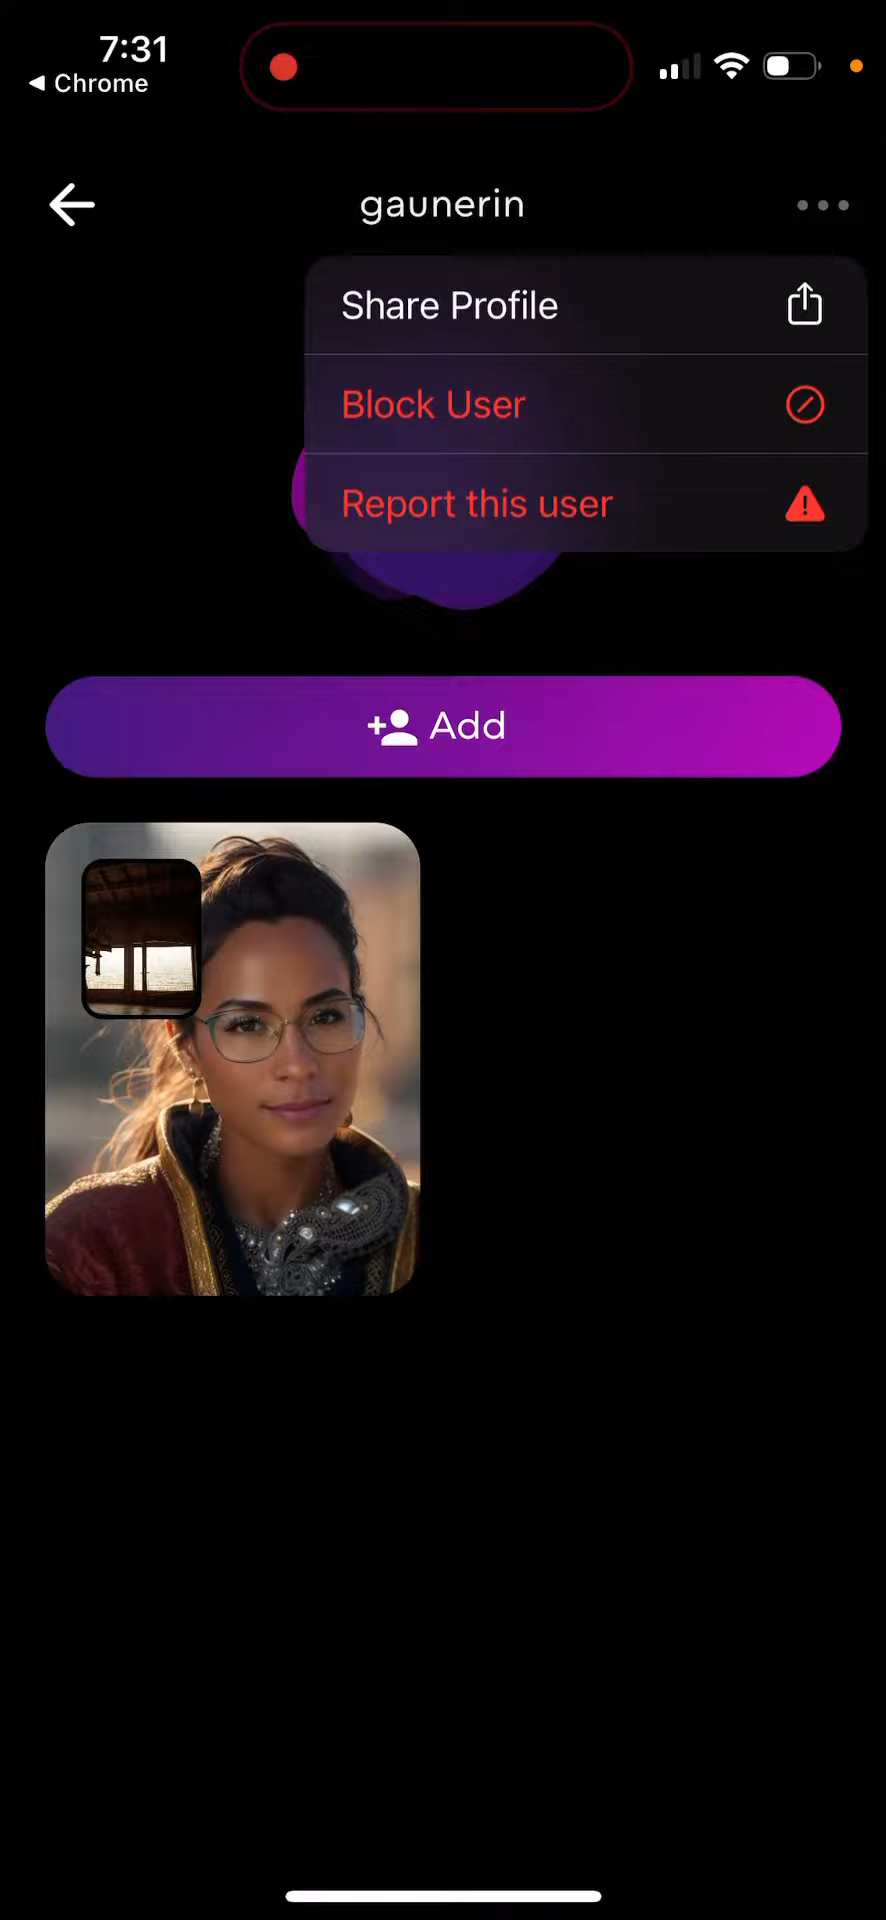 7:31
Chrome
gaunerin
Share Profile
Block User
Report this user
Add